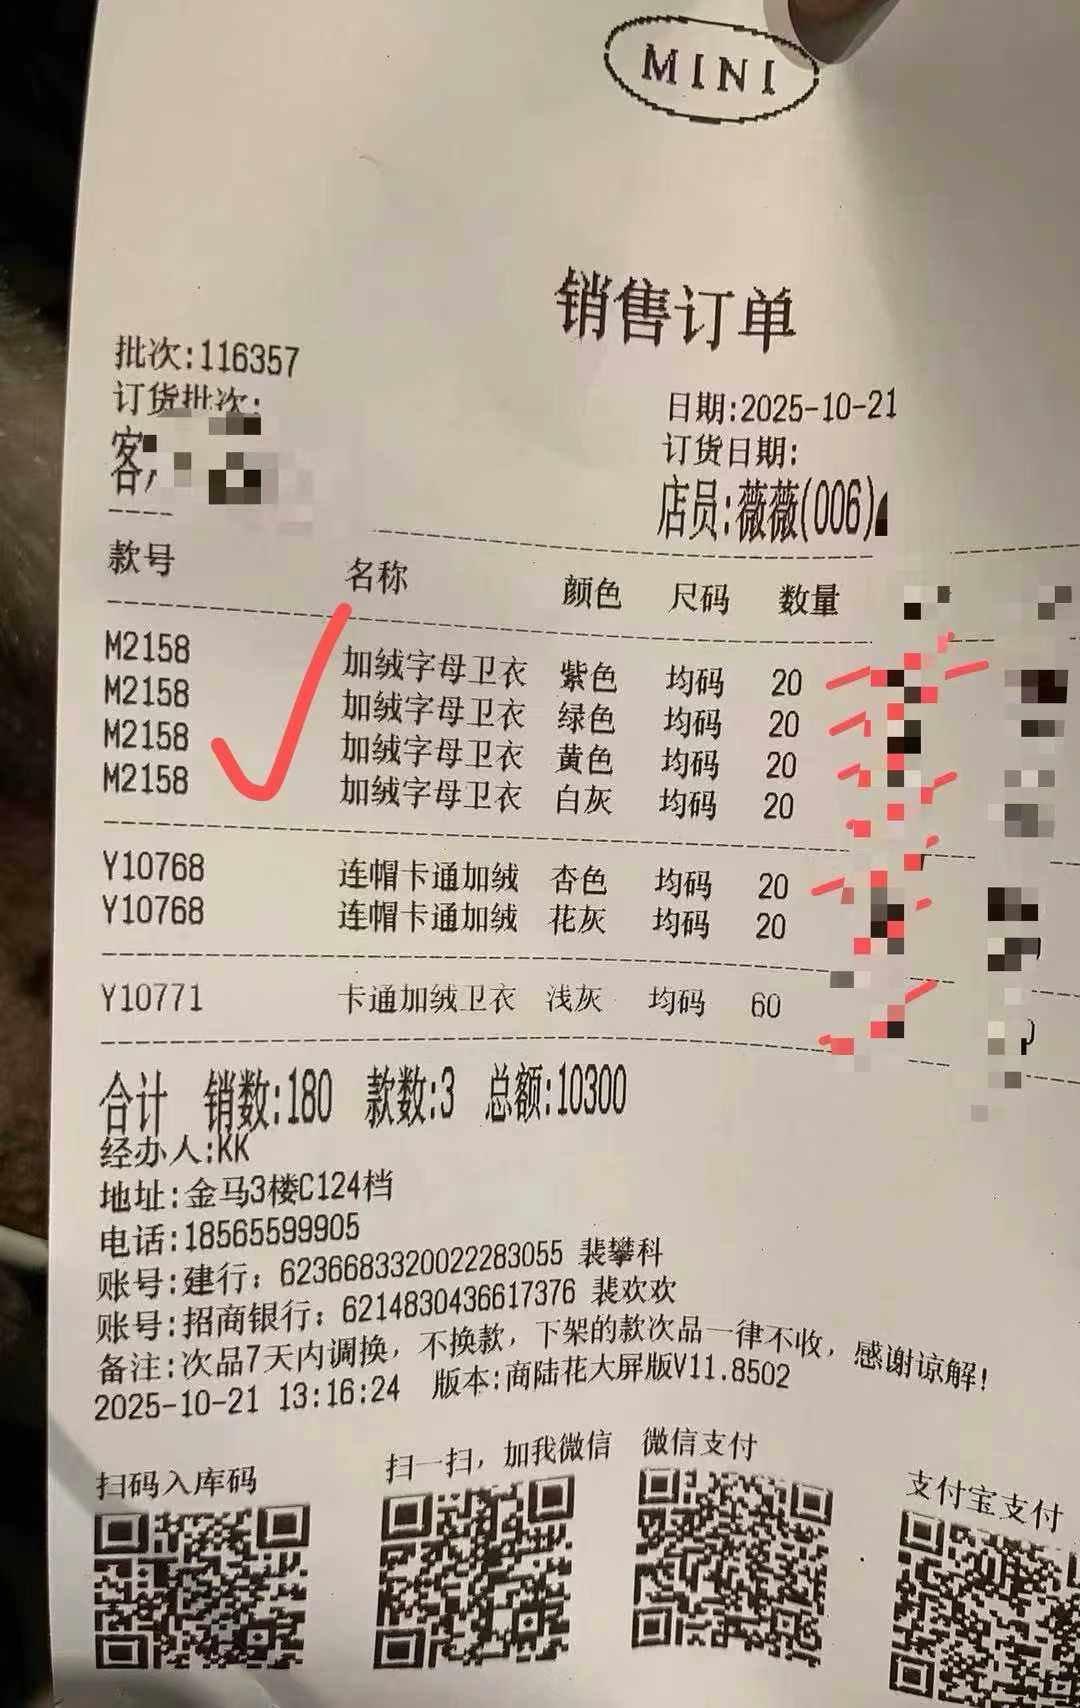 MINI
销售订单
批次:116357
订货批次:
日期:2025-10-21
订货日期:
店员:薇薇(006)
款号 名称 颜色 尺码 数量
M2158 加绒字母卫衣 紫色 均码 20
M2158 加绒字母卫衣 绿色 均码 20
M2158 加绒字母卫衣 黄色 均码 20
M2158 加绒字母卫衣 白灰 均码 20
Y10768 连帽卡通加绒 杏色 均码 20
Y10768 连帽卡通加绒 花灰 均码 20
Y10771 卡通加绒卫衣 浅灰 均码 60
合计 销数:180 款数:3 总额:10300
经办人:KK
地址:金马3楼C124档
电话:18565599905
账号:建行: 6236683320022283055 裴攀科
账号:招商银行: 6214830436617376 裴欢欢
备注:次品7天内调换, 不换款, 下架的款次品一律不收, 感谢谅解!
2025-10-21 13:16:24 版本:商陆花大屏版V11.8502
扫码入库码
扫一扫, 加我微信
微信支付
支付宝支付